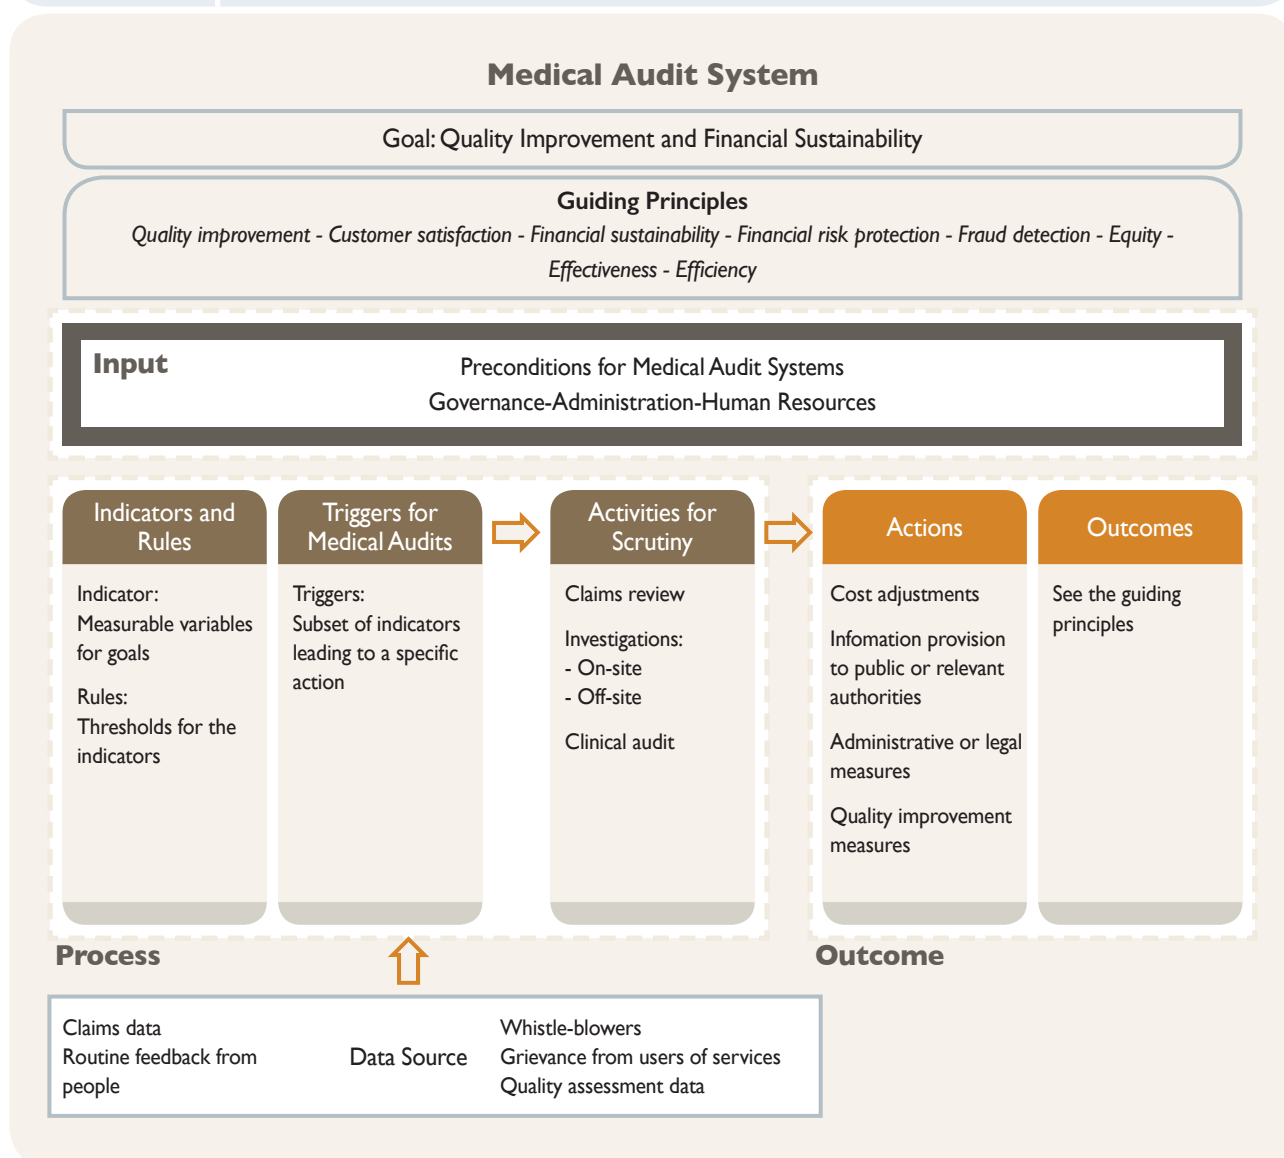 Medical Audit System
Goal: Quality Improvement and Financial Sustainability
Guiding Principles
Quality improvement - Customer satisfaction - Financial sustainability - Financial risk protection - Fraud detection - Equity -
Effectiveness - Efficiency
Input
Preconditions for Medical Audit Systems
Governance-Administration-Human Resources
Indicators and
Rules
Indicator:
Measurable variables
for goals
Rules:
Thresholds for the
indicators
Triggers for
Medical Audits
Triggers:
Subset of indicators
leading to a specific
action
Activities for
Scrutiny
Claims review
Investigations:
- On-site
- Off-site
Clinical audit
Actions
Cost adjustments
Infomation provision
to public or relevant
authorities
Administrative or legal
measures
Quality improvement
measures
Outcomes
See the guiding
principles
Process
Outcome
Claims data
Routine feedback from
people
Data Source
Whistle-blowers
Grievance from users of services
Quality assessment data